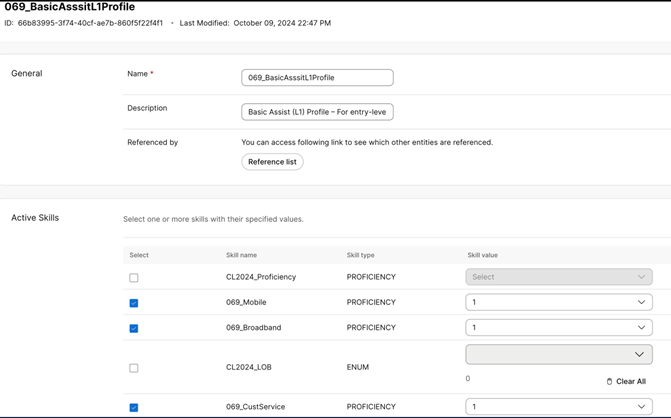 069_BasicAsssitL1Profile
ID: 66b83995-3f74-40cf-ae7b-860f5f22f4f1 - Last Modified: October 09, 2024 22:47 PM
General
Name *
069_BasicAsssitL1Profile
Description
Basic Assist (L1) Profile – For entry-leve
Referenced by
You can access following link to see which other entities are referenced.
Reference list
Active Skills
Select one or more skills with their specified values.
Select Skill name Skill type Skill value
CL2024_Proficiency PROFICIENCY Select
069_Mobile PROFICIENCY 1
069_Broadband PROFICIENCY 1
CL2024_LOB ENUM
0 Clear All
069_CustService PROFICIENCY 1